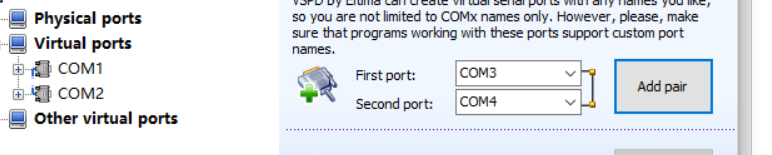 VSPD by Eltima can create virtual serial ports with any names you like,
so you are not limited to COMx names only. However, please, make
sure that programs working with these ports support custom port
names.
Physical ports
Virtual ports
COM1
COM2
Other virtual ports
First port:
COM3
Second port:
COM4
Add pair